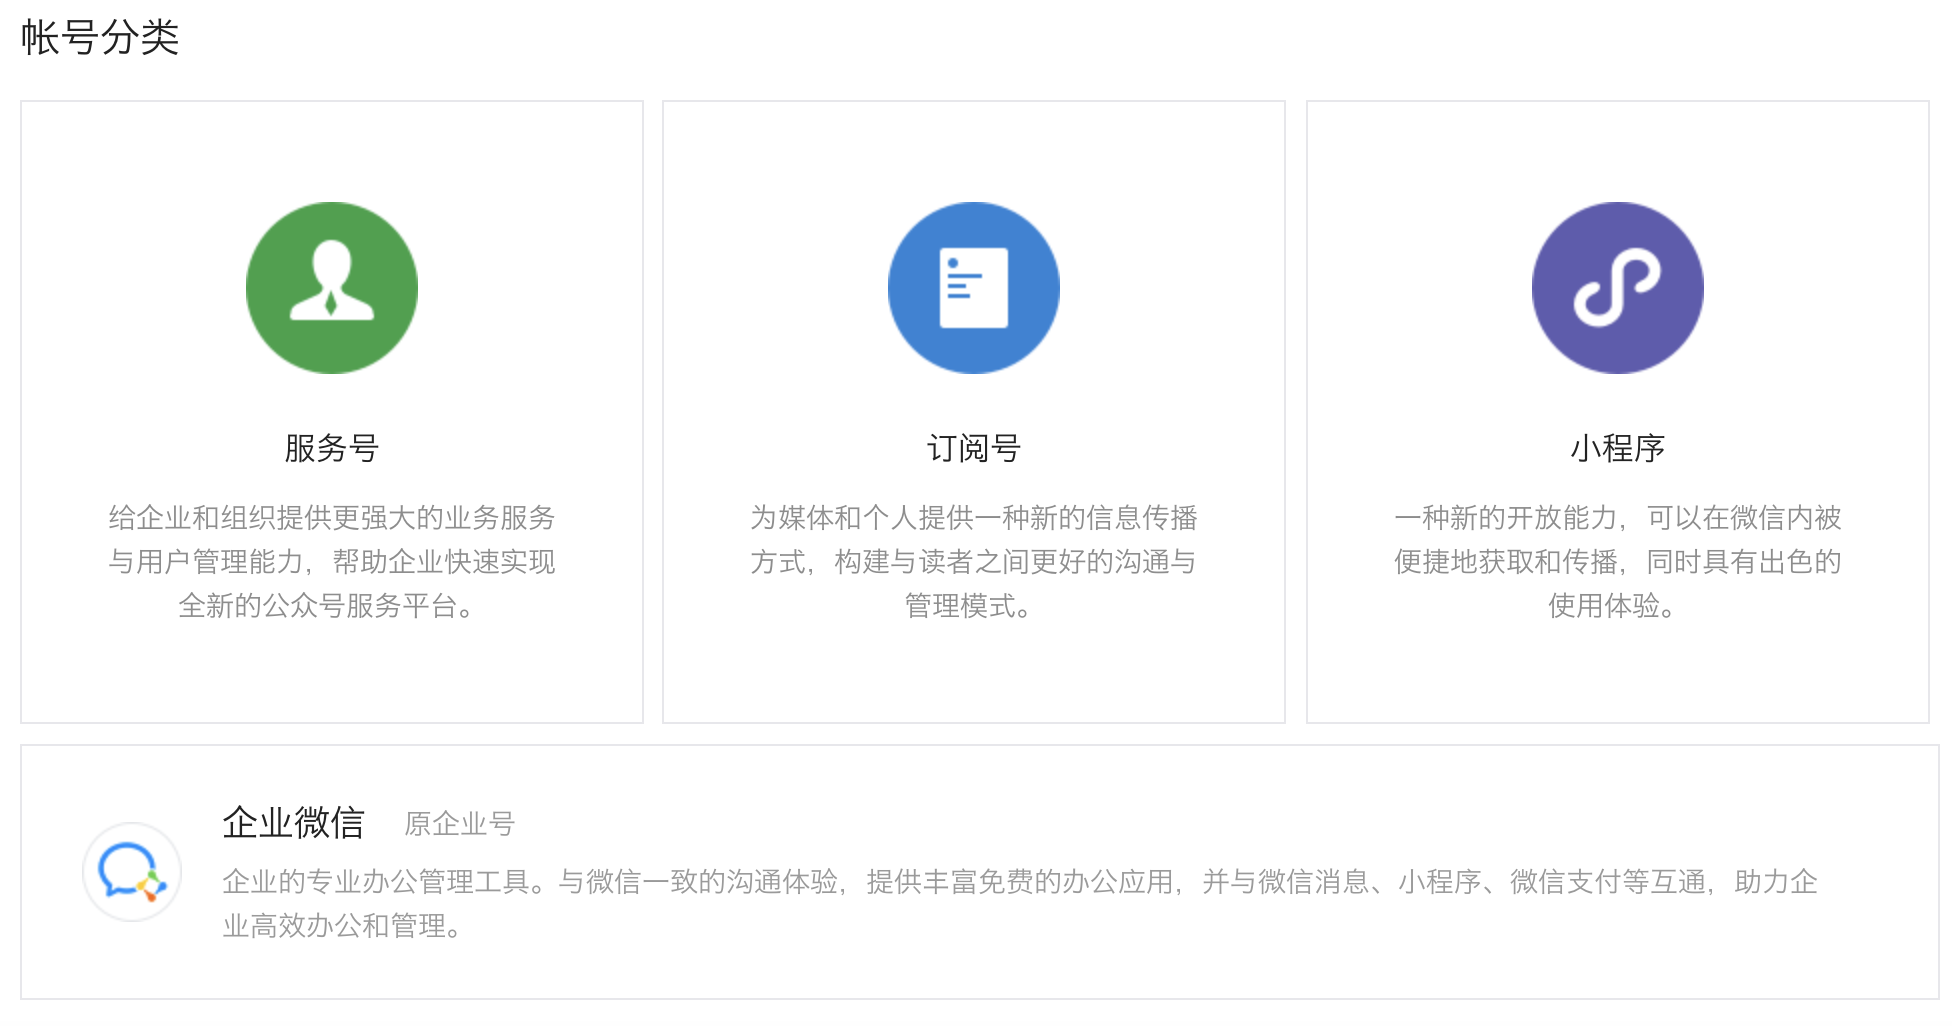 帐号分类
服务号
给企业和组织提供更强大的业务服务
与用户管理能力，帮助企业快速实现
全新的公众号服务平台。
订阅号
为媒体和个人提供一种新的信息传播
方式，构建与读者之间更好的沟通与
管理模式。
小程序
一种新的开放能力，可以在微信内被
便捷地获取和传播，同时具有出色的
使用体验。
企业微信 原企业号
企业的专业办公管理工具。与微信一致的沟通体验，提供丰富免费的办公应用，并与微信消息、小程序、微信支付等互通，助力企
业高效办公和管理。